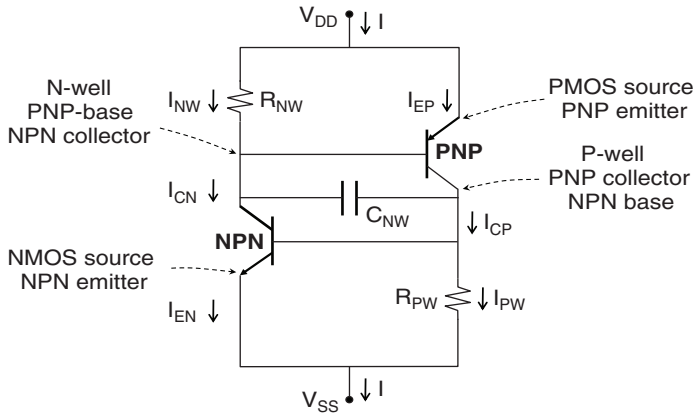 V_DD
I
N-well
PNP-base
NPN collector
I_NW
R_NW
I_EP
PMOS source
PNP emitter
PNP
P-well
PNP collector
NPN base
I_CN
C_NW
I_CP
NPN
NMOS source
NPN emitter
R_PW
I_PW
I_EN
V_SS
I